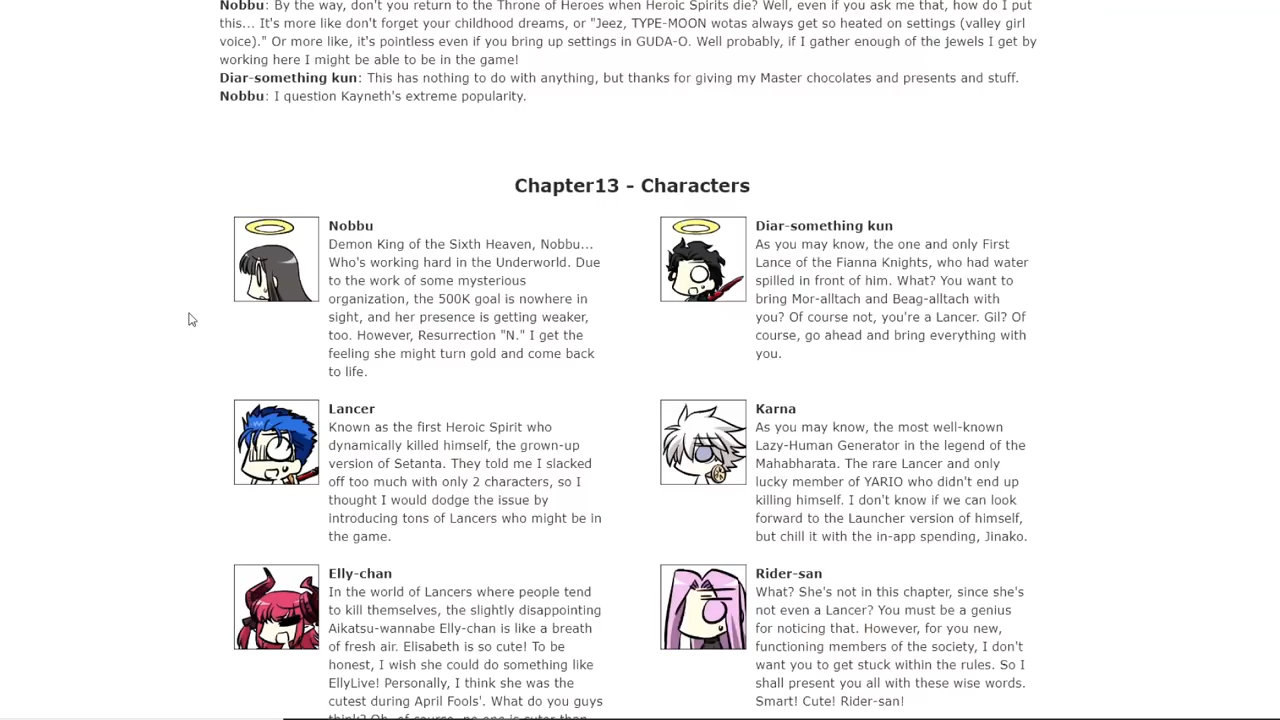 Nobbu: By the way, don't you return to the Throne of Heroes when Heroic Spirits die? Well, even if you ask me that, how do I put
this... It's more like don't forget your childhood dreams, or "Jeez, TYPE-MOON wotas always get so heated on settings (valley girl
voice)." Or more like, it's pointless even if you bring up settings in GUDA-O. Well probably, if I gather enough of the jewels I get by
working here I might be able to be in the game!
Diar-something kun: This has nothing to do with anything, but thanks for giving my Master chocolates and presents and stuff.
Nobbu: I question Kayneth's extreme popularity.
Chapter13 - Characters
Nobbu
Demon King of the Sixth Heaven, Nobbu...
Who's working hard in the Underworld. Due
to the work of some mysterious
organization, the 500K goal is nowhere in
sight, and her presence is getting weaker,
too. However, Resurrection "N." I get the
feeling she might turn gold and come back
to life.
Diar-something kun
As you may know, the one and only First
Lance of the Fianna Knights, who had water
spilled in front of him. What? You want to
bring Mor-alltach and Beag-alltach with
you? Of course not, you're a Lancer. Gil? Of
course, go ahead and bring everything with
you.
Lancer
Known as the first Heroic Spirit who
dynamically killed himself, the grown-up
version of Setanta. They told me I slacked
off too much with only 2 characters, so I
thought I would dodge the issue by
introducing tons of Lancers who might be in
the game.
Karna
As you may know, the most well-known
Lazy-Human Generator in the legend of the
Mahabharata. The rare Lancer and only
lucky member of YARIO who didn't end up
killing himself. I don't know if we can look
forward to the Launcher version of himself,
but chill it with the in-app spending, Jinako.
Elly-chan
In the world of Lancers where people tend
to kill themselves, the slightly disappointing
Aikatsu-wannabe Elly-chan is like a breath
of fresh air. Elisabeth is so cute! To be
honest, I wish she could do something like
EllyLive! Personally, I think she was the
cutest during April Fools'. What do you guys
think? Oh, of course, no one is cuter than
Rider-san
What? She's not in this chapter, since she's
not even a Lancer? You must be a genius
for noticing that. However, for you new,
functioning members of the society, I don't
want you to get stuck within the rules. So I
shall present you all with these wise words.
Smart! Cute! Rider-san!